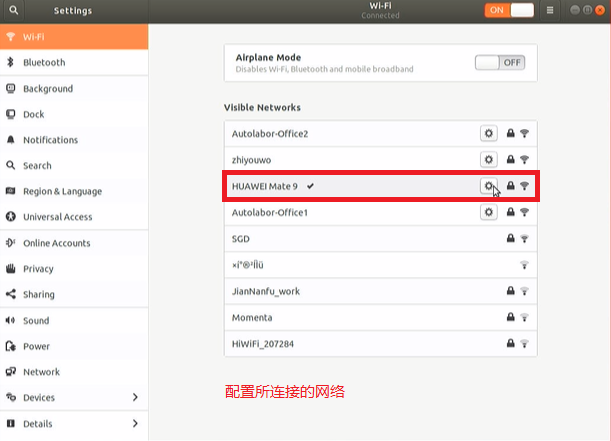 Settings
Wi-Fi
Connected
ON
Wi-Fi
Bluetooth
Background
Dock
Notifications
Search
Region & Language
Universal Access
Online Accounts
Privacy
Sharing
Sound
Power
Network
Devices
Details
Airplane Mode
Disables Wi-Fi, Bluetooth and mobile broadband
OFF
Visible Networks
Autolabor-Office2
zhiyouwo
HUAWEI Mate 9
Autolabor-Office1
SGD
JianNanfu_work
Momenta
HiWiFi_207284
配置所连接的网络